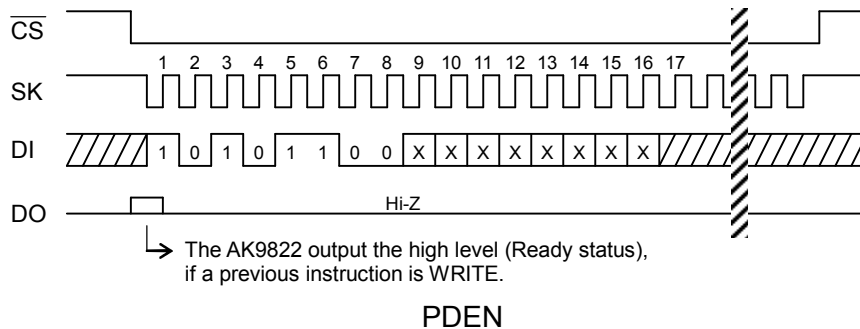 CS
1 2 3 4 5 6 7 8 9 10 11 12 13 14 15 16 17
SK
DI 1 0 1 0 1 1 0 0 X X X X X X X X
DO Hi-Z
The AK9822 output the high level (Ready status),
if a previous instruction is WRITE.
PDEN